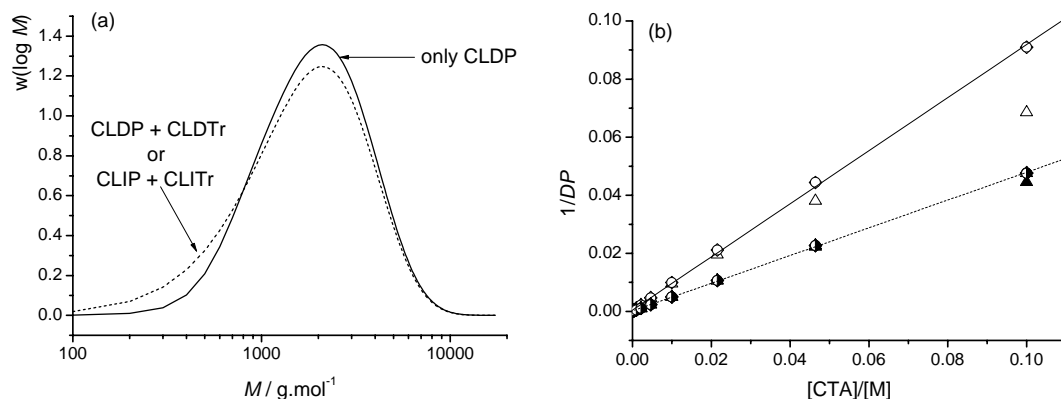 (a)
w(log M)
1.4
1.2
1.0
0.8
0.6
0.4
0.2
0.0
only CLDP
CLDP + CLDTr
or
CLIP + CLITr
100
1000
10000
M / g.mol⁻¹
(b)
1/DP
0.10
0.08
0.06
0.04
0.02
0.00
0.00
0.02
0.04
0.06
0.08
0.10
[CTA]/[M]